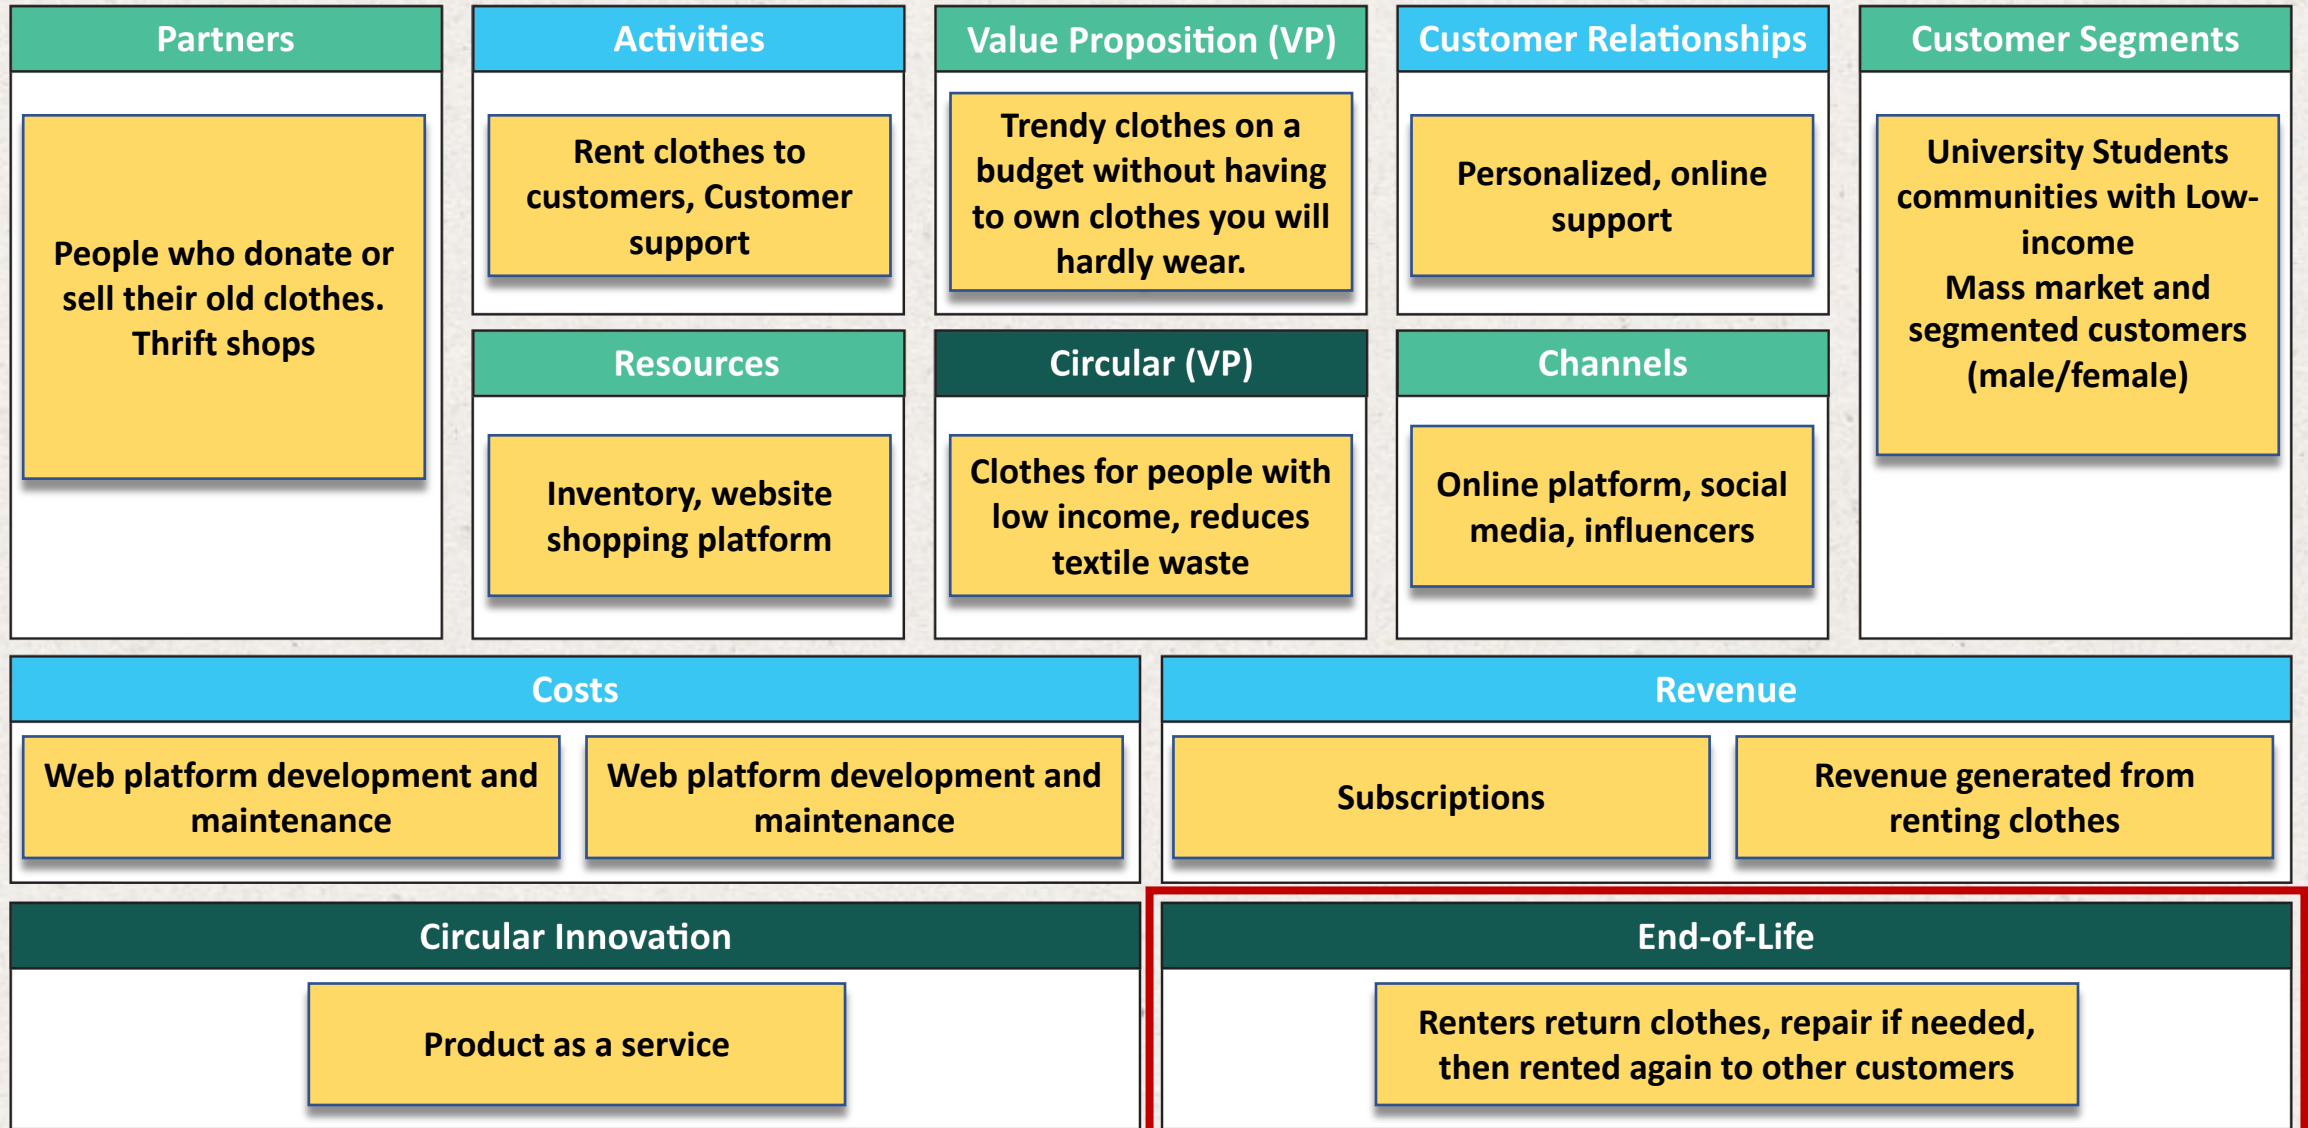 Partners
People who donate or
sell their old clothes.
Thrift shops
Activities
Rent clothes to
customers, Customer
support
Resources
Inventory, website
shopping platform
Value Proposition (VP)
Trendy clothes on a
budget without having
to own clothes you will
hardly wear.
Circular (VP)
Clothes for people with
low income, reduces
textile waste
Customer Relationships
Personalized, online
support
Channels
Online platform, social
media, influencers
Customer Segments
University Students
communities with Low-
income
Mass market and
segmented customers
(male/female)
Costs
Web platform development and
maintenance
Web platform development and
maintenance
Revenue
Subscriptions
Revenue generated from
renting clothes
Circular Innovation
Product as a service
End-of-Life
Renters return clothes, repair if needed,
then rented again to other customers